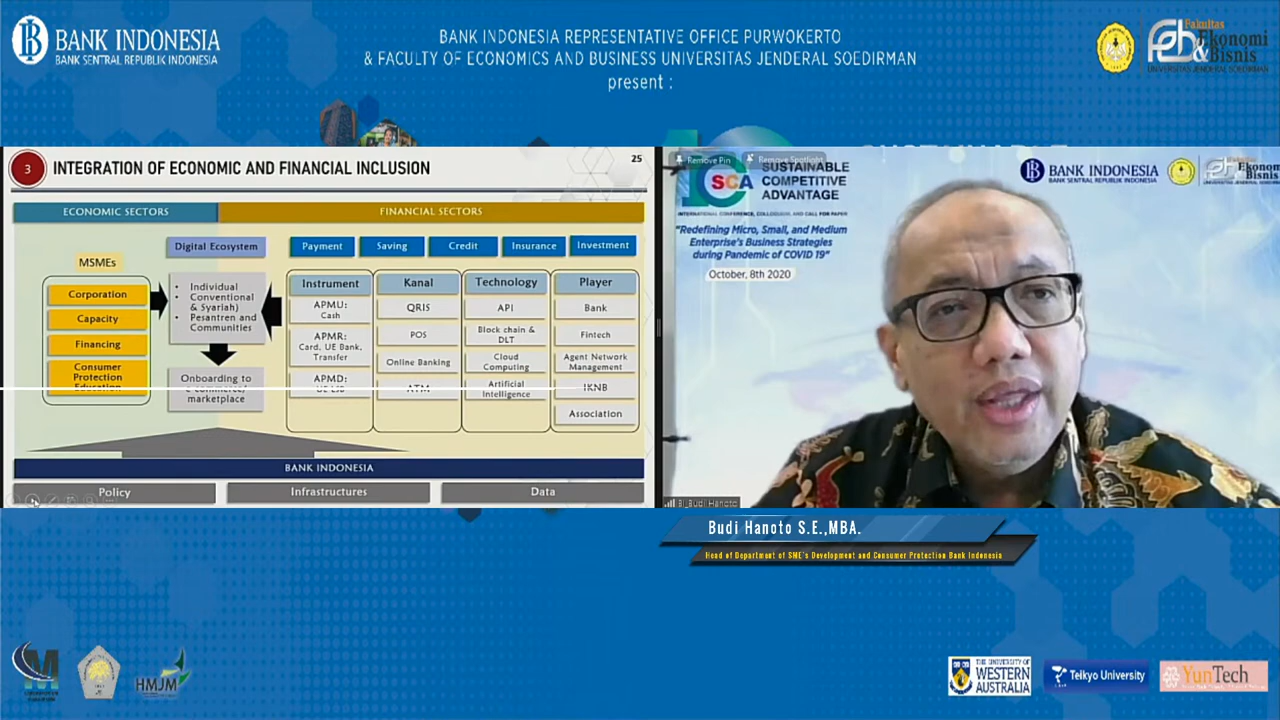 BANK INDONESIA
BANK SENTRAL REPUBLIK INDONESIA
BANK INDONESIA REPRESENTATIVE OFFICE PURWOKERTO
& FACULTY OF ECONOMICS AND BUSINESS UNIVERSITAS JENDERAL SOEDIRMAN
present :
Fakultas
Ekonomi
& Bisnis
UNIVERSITAS JENDERAL SOEDIRMAN
3
INTEGRATION OF ECONOMIC AND FINANCIAL INCLUSION
25
ECONOMIC SECTORS
FINANCIAL SECTORS
Digital Ecosystem
Payment
Saving
Credit
Insurance
Investment
MSMEs
Corporation
Capacity
Financing
Consumer
Protection
Education
• Individual
• Conventional
& Syariah)
• Pesantren and
Communities
Onboarding to
e-commerce/
marketplace
Instrument
APMU:
Cash
APMR:
Card, UE Bank,
Transfer
APMD:
Kanal
QRIS
POS
Online Banking
ATM
Technology
API
Block chain &
DLT
Cloud
Computing
Artificial
Intelligence
Player
Bank
Fintech
Agent Network
Management
IKNB
Association
BANK INDONESIA
Policy
Infrastructures
Data
Remove Pin
Remove Spotlight
SCA
SUSTAINABLE
COMPETITIVE
ADVANTAGE
INTERNATIONAL CONFERENCE, COLLOQUIUM, AND CALL FOR PAPER
"Redefining Micro, Small, and Medium
Enterprise's Business Strategies
during Pandemic of COVID 19"
October, 8th 2020
BANK INDONESIA
BANK SENTRAL REPUBLIK INDONESIA
BI_Budi Hanoto
Budi Hanoto S.E.,MBA.
Head of Department of SME's Development and Consumer Protection Bank Indonesia
HMJM
THE UNIVERSITY OF
WESTERN
AUSTRALIA
Teikyo University
YunTech